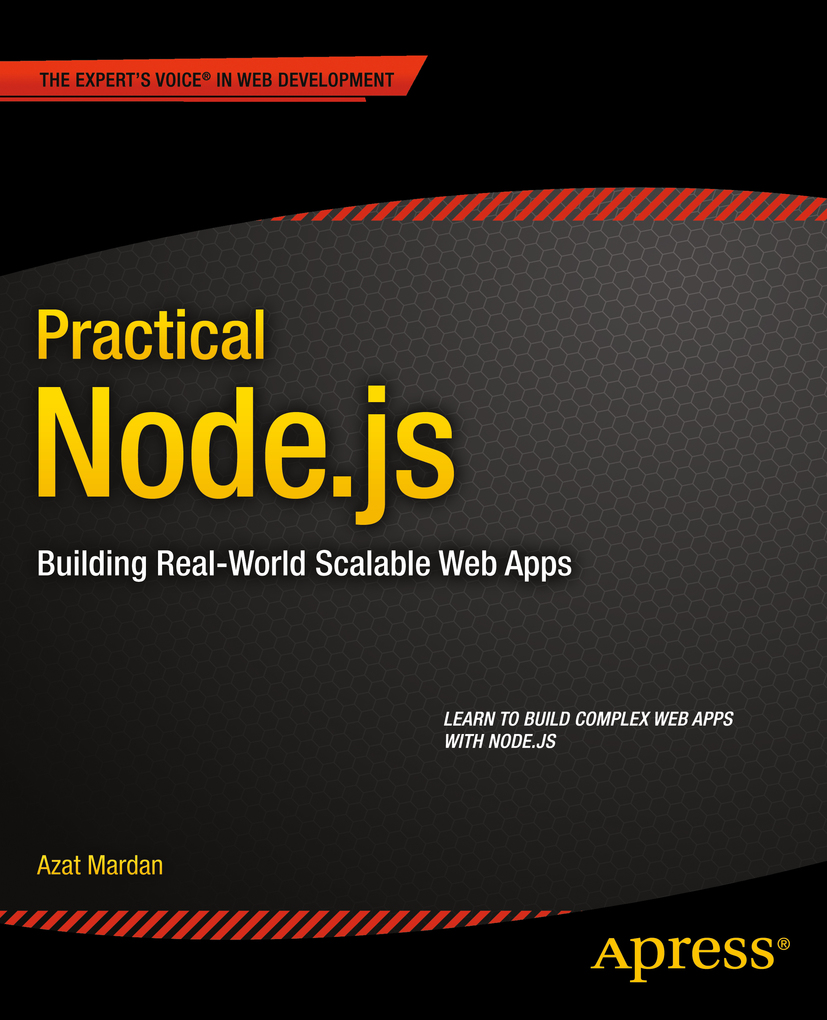 THE EXPERT'S VOICE® IN WEB DEVELOPMENT
Practical
Node.js
Building Real-World Scalable Web Apps
LEARN TO BUILD COMPLEX WEB APPS
WITH NODE.JS
Azat Mardan
Apress®